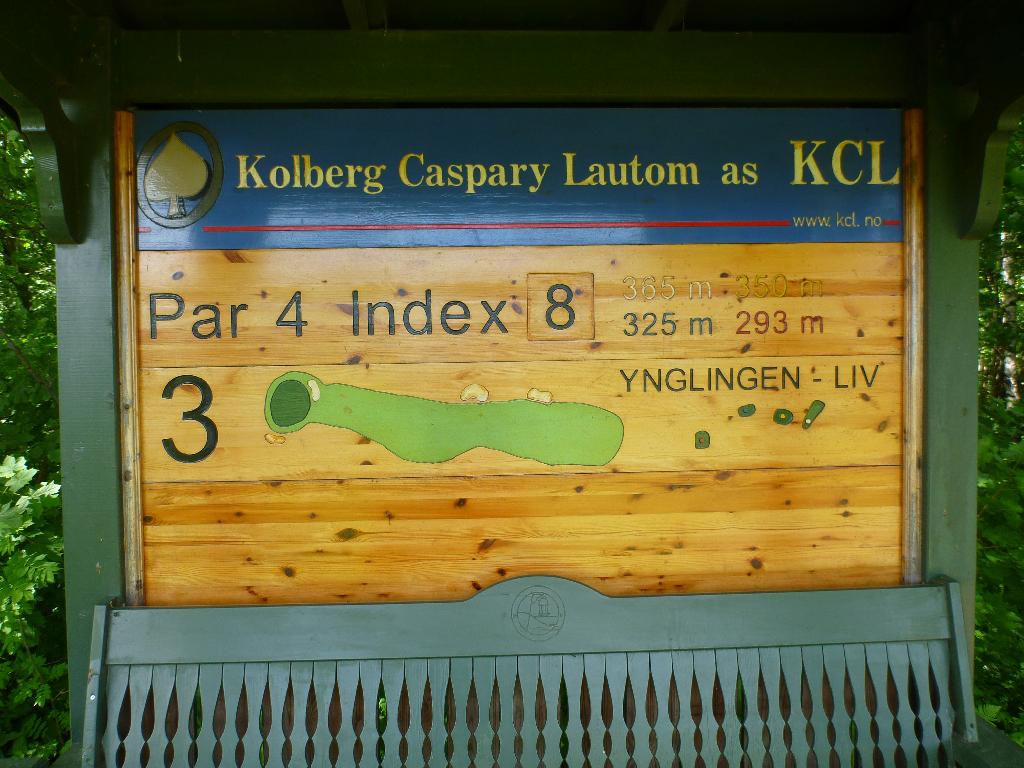 Kolberg Caspary Lautom as KCL
www. kcl. no
Par 4 Index 8
365 m 350 m
325 m 293 m
3
YNGLINGEN - LIV